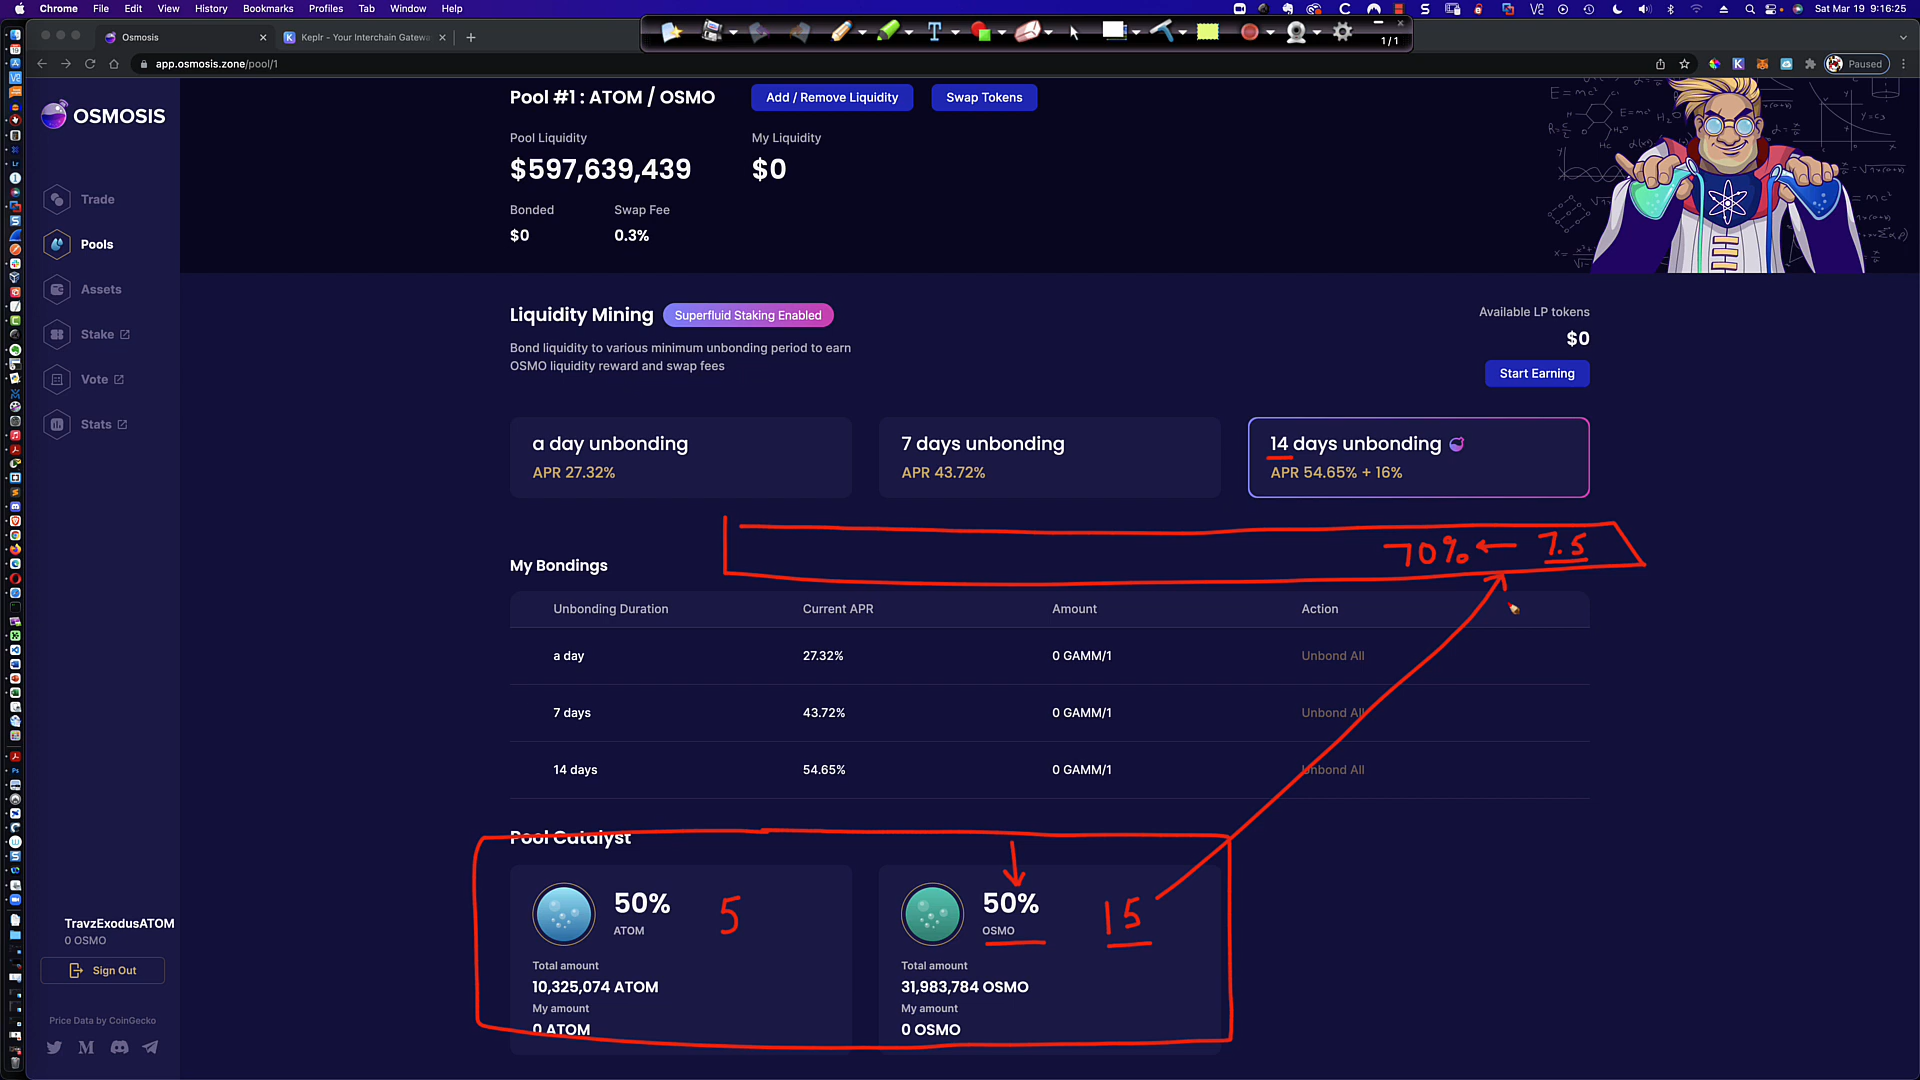 Chrome File Edit View History Bookmarks Profiles Tab Window Help
Sat Mar 19 9:16:25
Osmosis
Keplr - Your Interchain Gatewa
1/1
app.osmosis.zone/pool/1
Paused
OSMOSIS
Trade
Pools
Assets
Stake
Vote
Stats
TravzExodusATOM
0 OSMO
Sign Out
Price Data by CoinGecko
Pool #1 : ATOM / OSMO
Add / Remove Liquidity
Swap Tokens
Pool Liquidity
My Liquidity
$597,639,439
$0
Bonded
Swap Fee
$0
0.3%
Liquidity Mining
Superfluid Staking Enabled
Bond liquidity to various minimum unbonding period to earn
OSMO liquidity reward and swap fees
Available LP tokens
$0
Start Earning
a day unbonding
APR 27.32%
7 days unbonding
APR 43.72%
14 days unbonding
APR 54.65% + 16%
70% ← 7.5
My Bondings
Unbonding Duration Current APR Amount Action
a day 27.32% 0 GAMM/1 Unbond All
7 days 43.72% 0 GAMM/1 Unbond All
14 days 54.65% 0 GAMM/1 Unbond All
Pool Catalyst
50%
ATOM
5
Total amount
10,325,074 ATOM
My amount
0 ATOM
50%
OSMO
15
Total amount
31,983,784 OSMO
My amount
0 OSMO